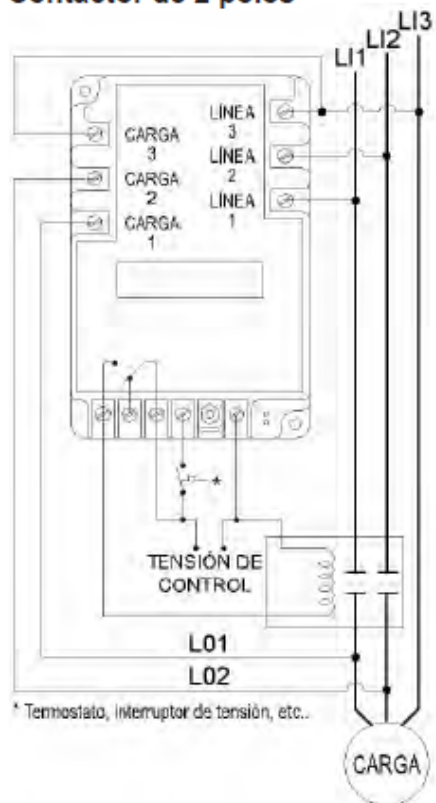 Contactor de 2 polos
LI1
LI2
LI3
LÍNEA
3
LÍNEA
2
LÍNEA
1
CARGA
3
CARGA
2
CARGA
1
*
TENSIÓN DE
CONTROL
L01
L02
* Termostato, interruptor de tensión, etc..
CARGA